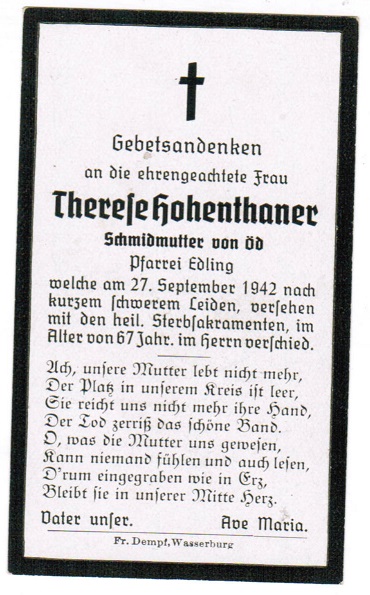 Gebetsandenken
an die ehrengeachtete Frau
Therese Hohenthaner
Schmidmutter von Öd
Pfarrei Edling
welche am 27. September 1942 nach
kurzem schwerem Leiden, versehen
mit den heil. Sterbsakramenten, im
Alter von 67 Jahr. im Herrn verschied.
Ach, unsere Mutter lebt nicht mehr,
Der Platz in unserem Kreis ist leer,
Sie reicht uns nicht mehr ihre Hand,
Der Tod zerriß das schöne Band.
O, was die Mutter uns gewesen,
Kann niemand fühlen und auch lesen,
D'rum eingegraben wie in Erz,
Bleibt sie in unserer Mitte Herz.
Vater unser. Ave Maria.
Fr. Dempf, Wasserburg